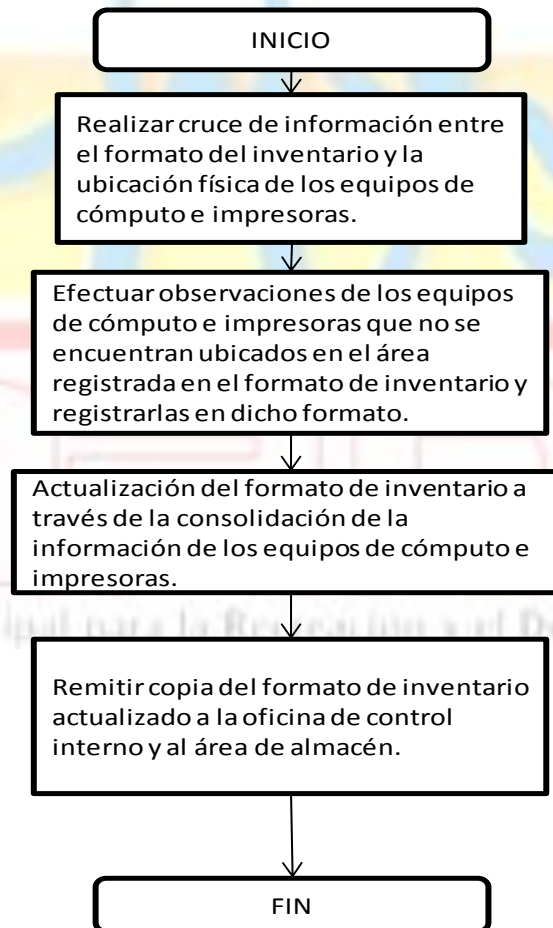 INICIO
Realizar cruce de información entre
el formato del inventario y la
ubicación física de los equipos de
cómputo e impresoras.
Efectuar observaciones de los equipos
de cómputo e impresoras que no se
encuentran ubicados en el área
registrada en el formato de inventario y
registrarlas en dicho formato.
Actualización del formato de inventario a
través de la consolidación de la
información de los equipos de cómputo e
impresoras.
para la Recreación y el
Remitir copia del formato de inventario
actualizado a la oficina de control
interno y al área de almacén.
FIN